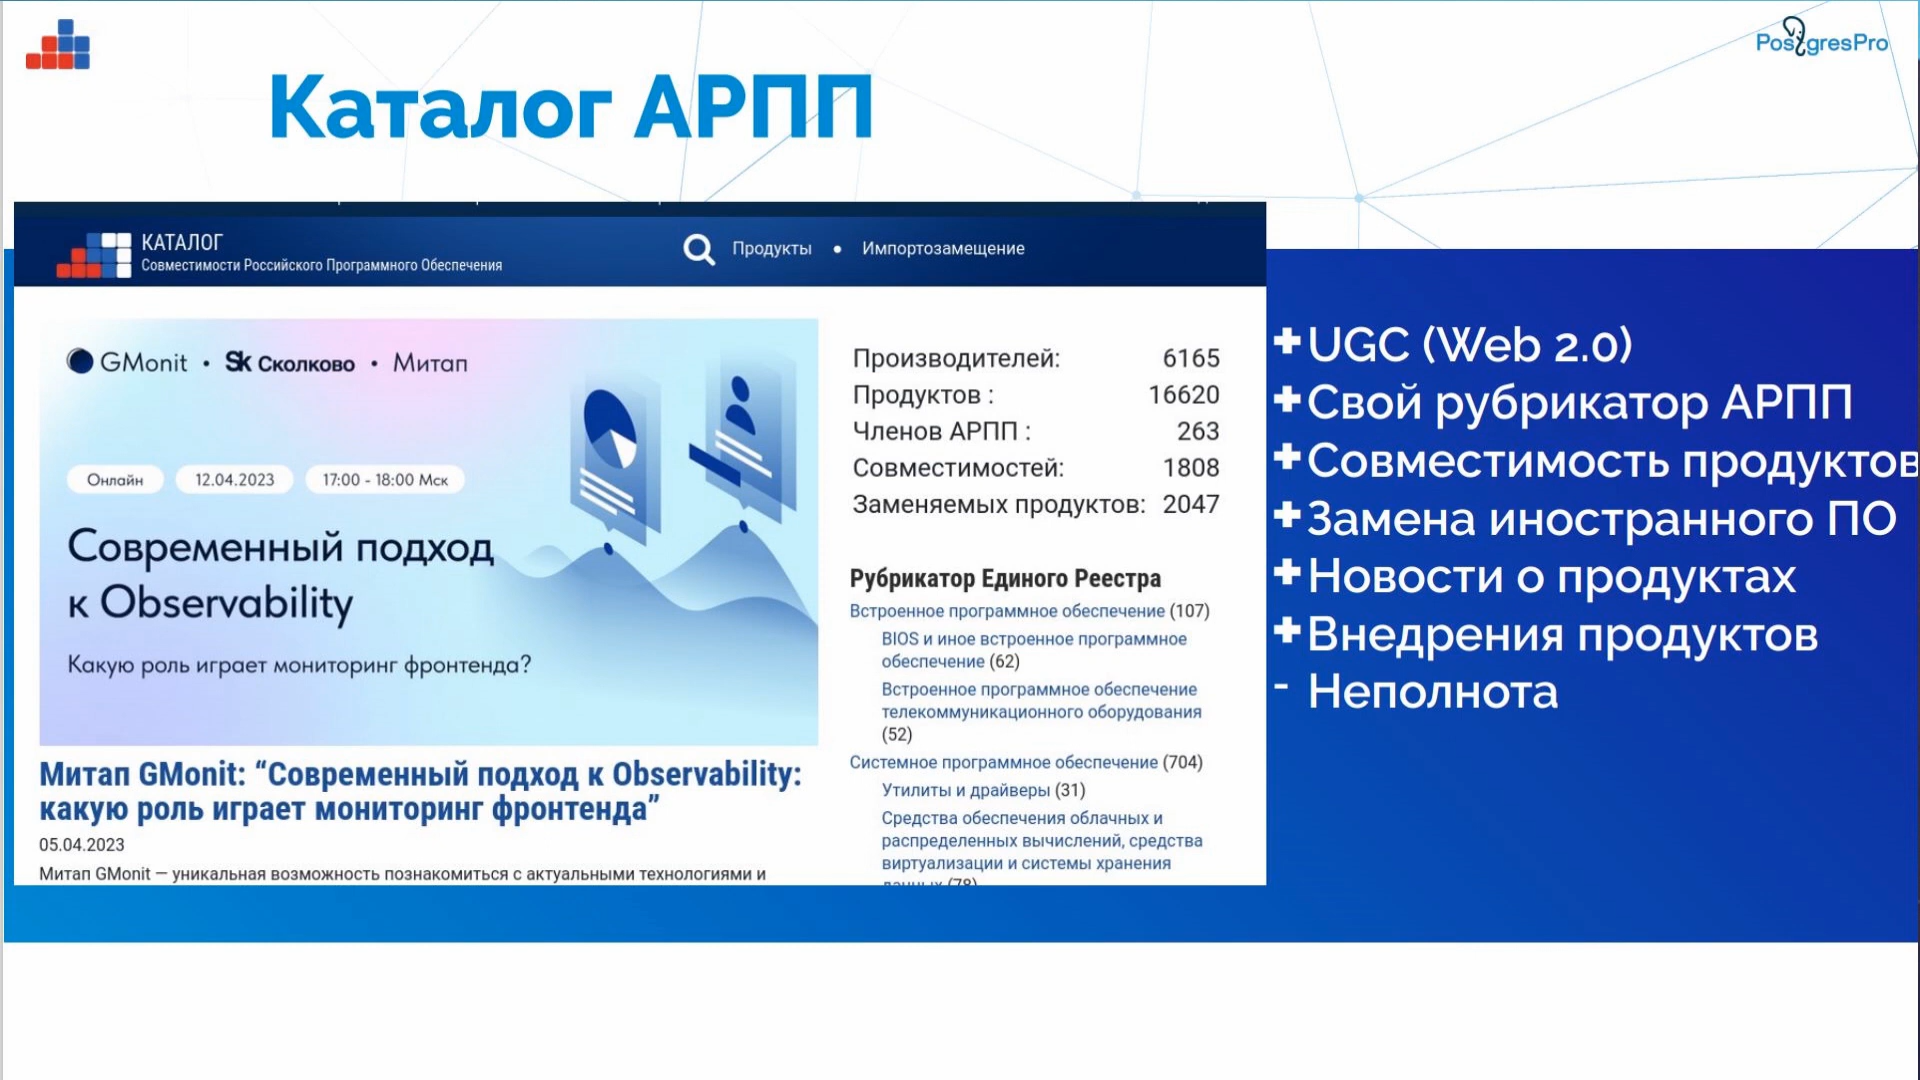 PostgresPro
Каталог АРПП
КАТАЛОГ
Совместимости Российского Программного Обеспечения
Продукты • Импортозамещение
GMonit • Sk Сколково • Митап
Онлайн 12.04.2023 17:00 - 18:00 Мск
Современный подход
к Observability
Какую роль играет мониторинг фронтенда?
Митап GMonit: “Современный подход к Observability:
какую роль играет мониторинг фронтенда”
05.04.2023
Митап GMonit — уникальная возможность познакомиться с актуальными технологиями и
Производителей: 6165
Продуктов : 16620
Членов АРПП : 263
Совместимостей: 1808
Заменяемых продуктов: 2047
Рубрикатор Единого Реестра
Встроенное программное обеспечение (107)
BIOS и иное встроенное программное
обеспечение (62)
Встроенное программное обеспечение
телекоммуникационного оборудования
(52)
Системное программное обеспечение (704)
Утилиты и драйверы (31)
Средства обеспечения облачных и
распределенных вычислений, средства
виртуализации и системы хранения
данных (78)
+ UGC (Web 2.0)
+ Свой рубрикатор АРПП
+ Совместимость продуктов
+ Замена иностранного ПО
+ Новости о продуктах
+ Внедрения продуктов
- Неполнота